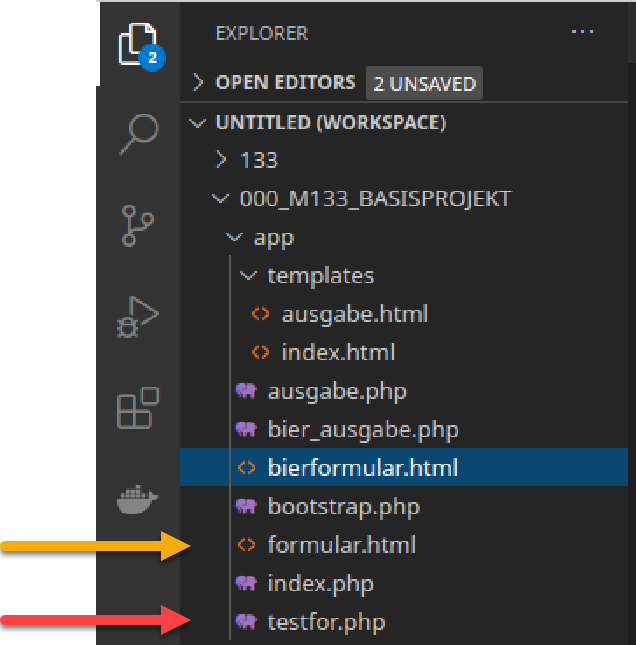 EXPLORER ...
2
OPEN EDITORS 2 UNSAVED
UNTITLED (WORKSPACE)
133
000_M133_BASISPROJEKT
app
templates
ausgabe.html
index.html
ausgabe.php
bier_ausgabe.php
bierformular.html
bootstrap.php
formular.html
index.php
testfor.php